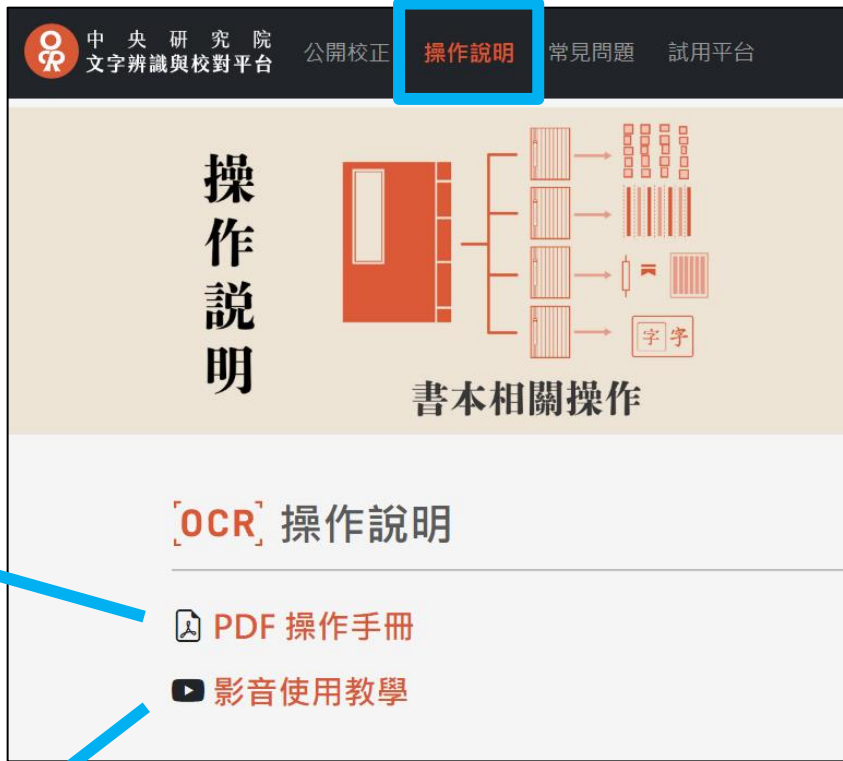 中央研究院
文字辨識與校對平台
公開校正 操作說明 常見問題 試用平台
操作説明
字字
書本相關操作
[OCR] 操作說明
PDF 操作手冊
影音使用教學